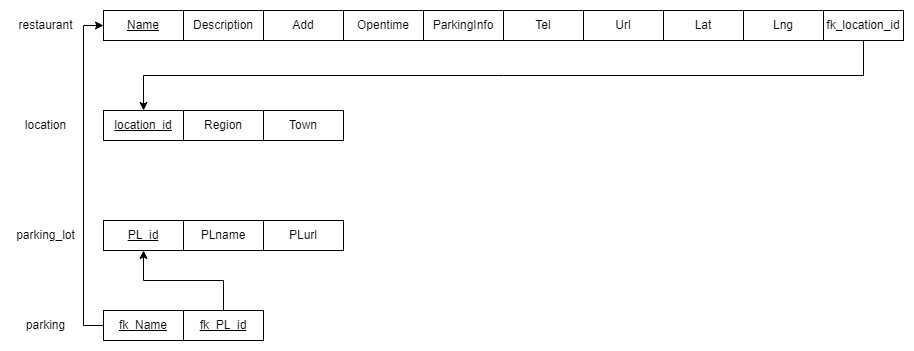 restaurant Name Description Add Opentime ParkingInfo Tel Url Lat Lng fk_location_id
location location_id Region Town
parking_lot PL_id PLname PLurl
parking fk_Name fk_PL_id